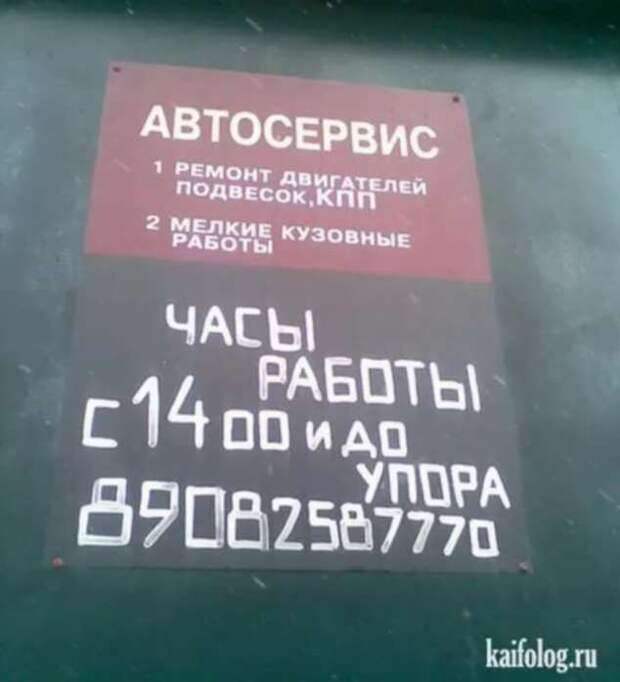 АВТОСЕРВИС
1 РЕМОНТ ДВИГАТЕЛЕЙ
ПОДВЕСОК,КПП
2 МЕЛКИЕ КУЗОВНЫЕ
РАБОТЫ
ЧАСЫ
РАБОТЫ
С 14 00 И ДО
УПОРА
89082587770
kaifolog.ru